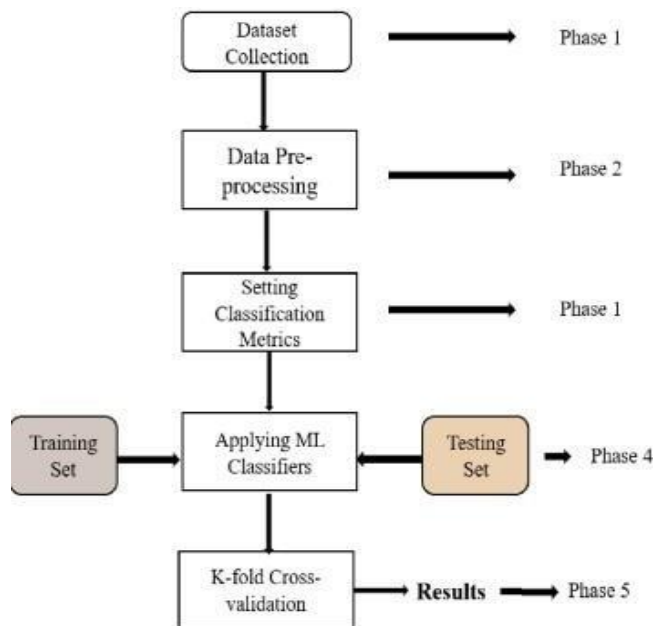 Dataset
Collection
Phase 1
Data Pre-
processing
Phase 2
Setting
Classification
Metrics
Phase 1
Training
Set
Applying ML
Classifiers
Testing
Set
Phase 4
K-fold Cross-
validation
Results
Phase 5